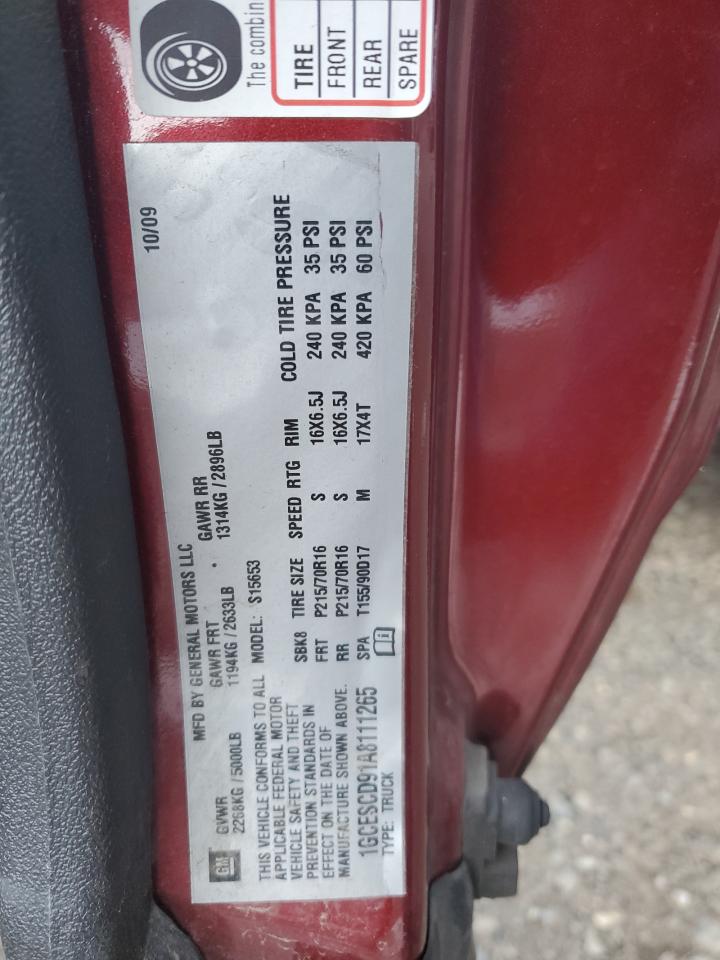 The combin
TIRE
FRONT
REAR
SPARE
MFD BY GENERAL MOTORS LLC 10/09
GM GVWR GAWR FRT GAWR RR
2268KG / 5000LB 1194KG / 2633LB 1314KG / 2896LB
THIS VEHICLE CONFORMS TO ALL
APPLICABLE FEDERAL MOTOR
VEHICLE SAFETY AND THEFT
PREVENTION STANDARDS IN
EFFECT ON THE DATE OF
MANUFACTURE SHOWN ABOVE.
1GCESCD91A8111265
TYPE: TRUCK
MODEL: S15653
SBK8 TIRE SIZE SPEED RTG RIM COLD TIRE PRESSURE
FRT P215/70R16 S 16X6.5J 240 KPA 35 PSI
RR P215/70R16 S 16X6.5J 240 KPA 35 PSI
SPA T155/90D17 M 17X4T 420 KPA 60 PSI